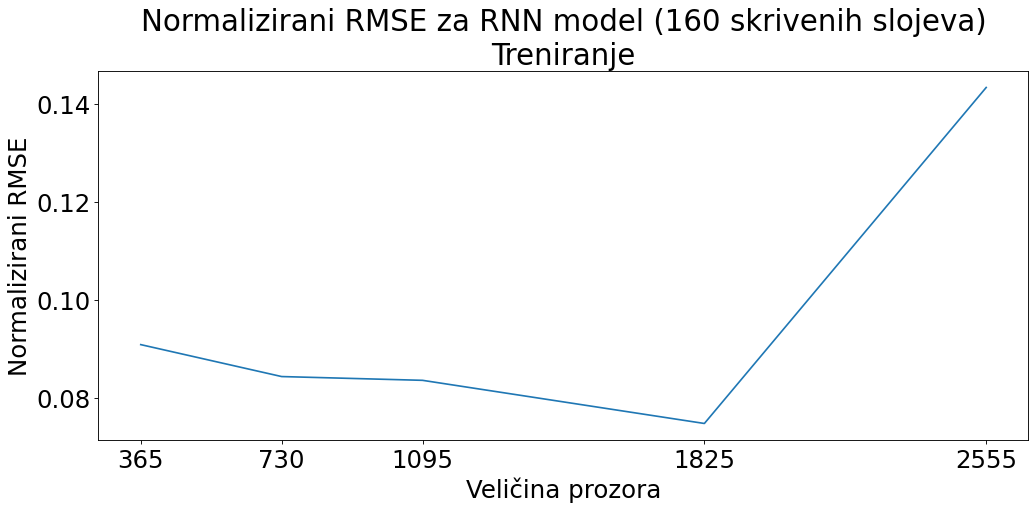 Normalizirani RMSE za RNN model (160 skrivenih slojeva)
Treniranje
Normalizirani RMSE
0.14
0.12
0.10
0.08
365 730 1095 1825 2555
Veličina prozora